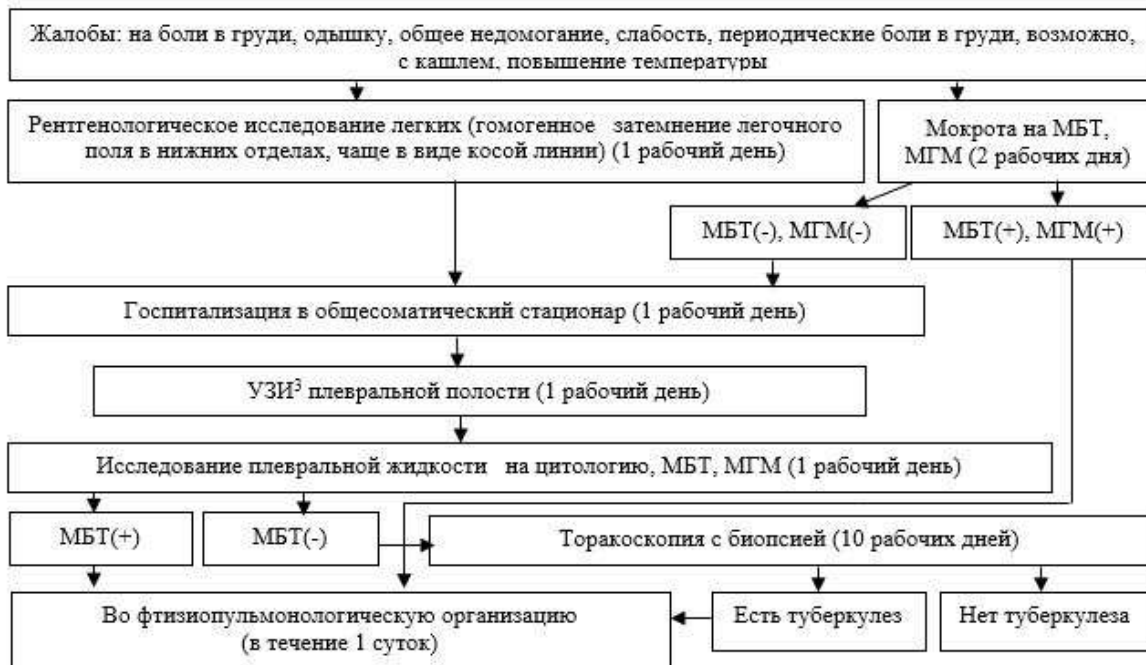 Жалобы: на боли в груди, одышку, общее недомогание, слабость, периодические боли в груди, возможно,
с кашлем, повышение температуры
Рентгенологическое исследование легких (гомогенное затемнение легочного
поля в нижних отделах, чаще в виде косой линии) (1 рабочий день)
Мокрота на МБТ,
МГМ (2 рабочих дня)
МБТ(-), МГМ(-)
МБТ(+), МГМ(+)
Госпитализация в общесоматический стационар (1 рабочий день)
УЗИ³ плевральной полости (1 рабочий день)
Исследование плевральной жидкости на цитологию, МБТ, МГМ (1 рабочий день)
МБТ(+)
МБТ(-)
Торакоскопия с биопсией (10 рабочих дней)
Во фтизиопульмонологическую организацию
(в течение 1 суток)
Есть туберкулез
Нет туберкулеза